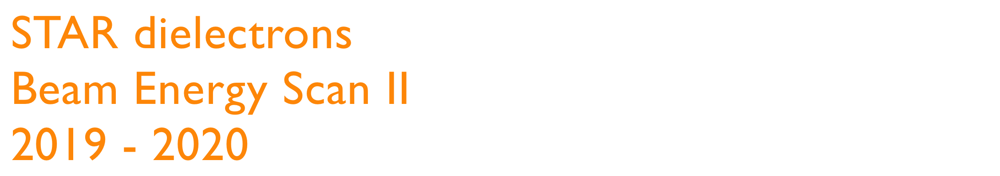 STAR dielectrons
Beam Energy Scan II
2019 - 2020